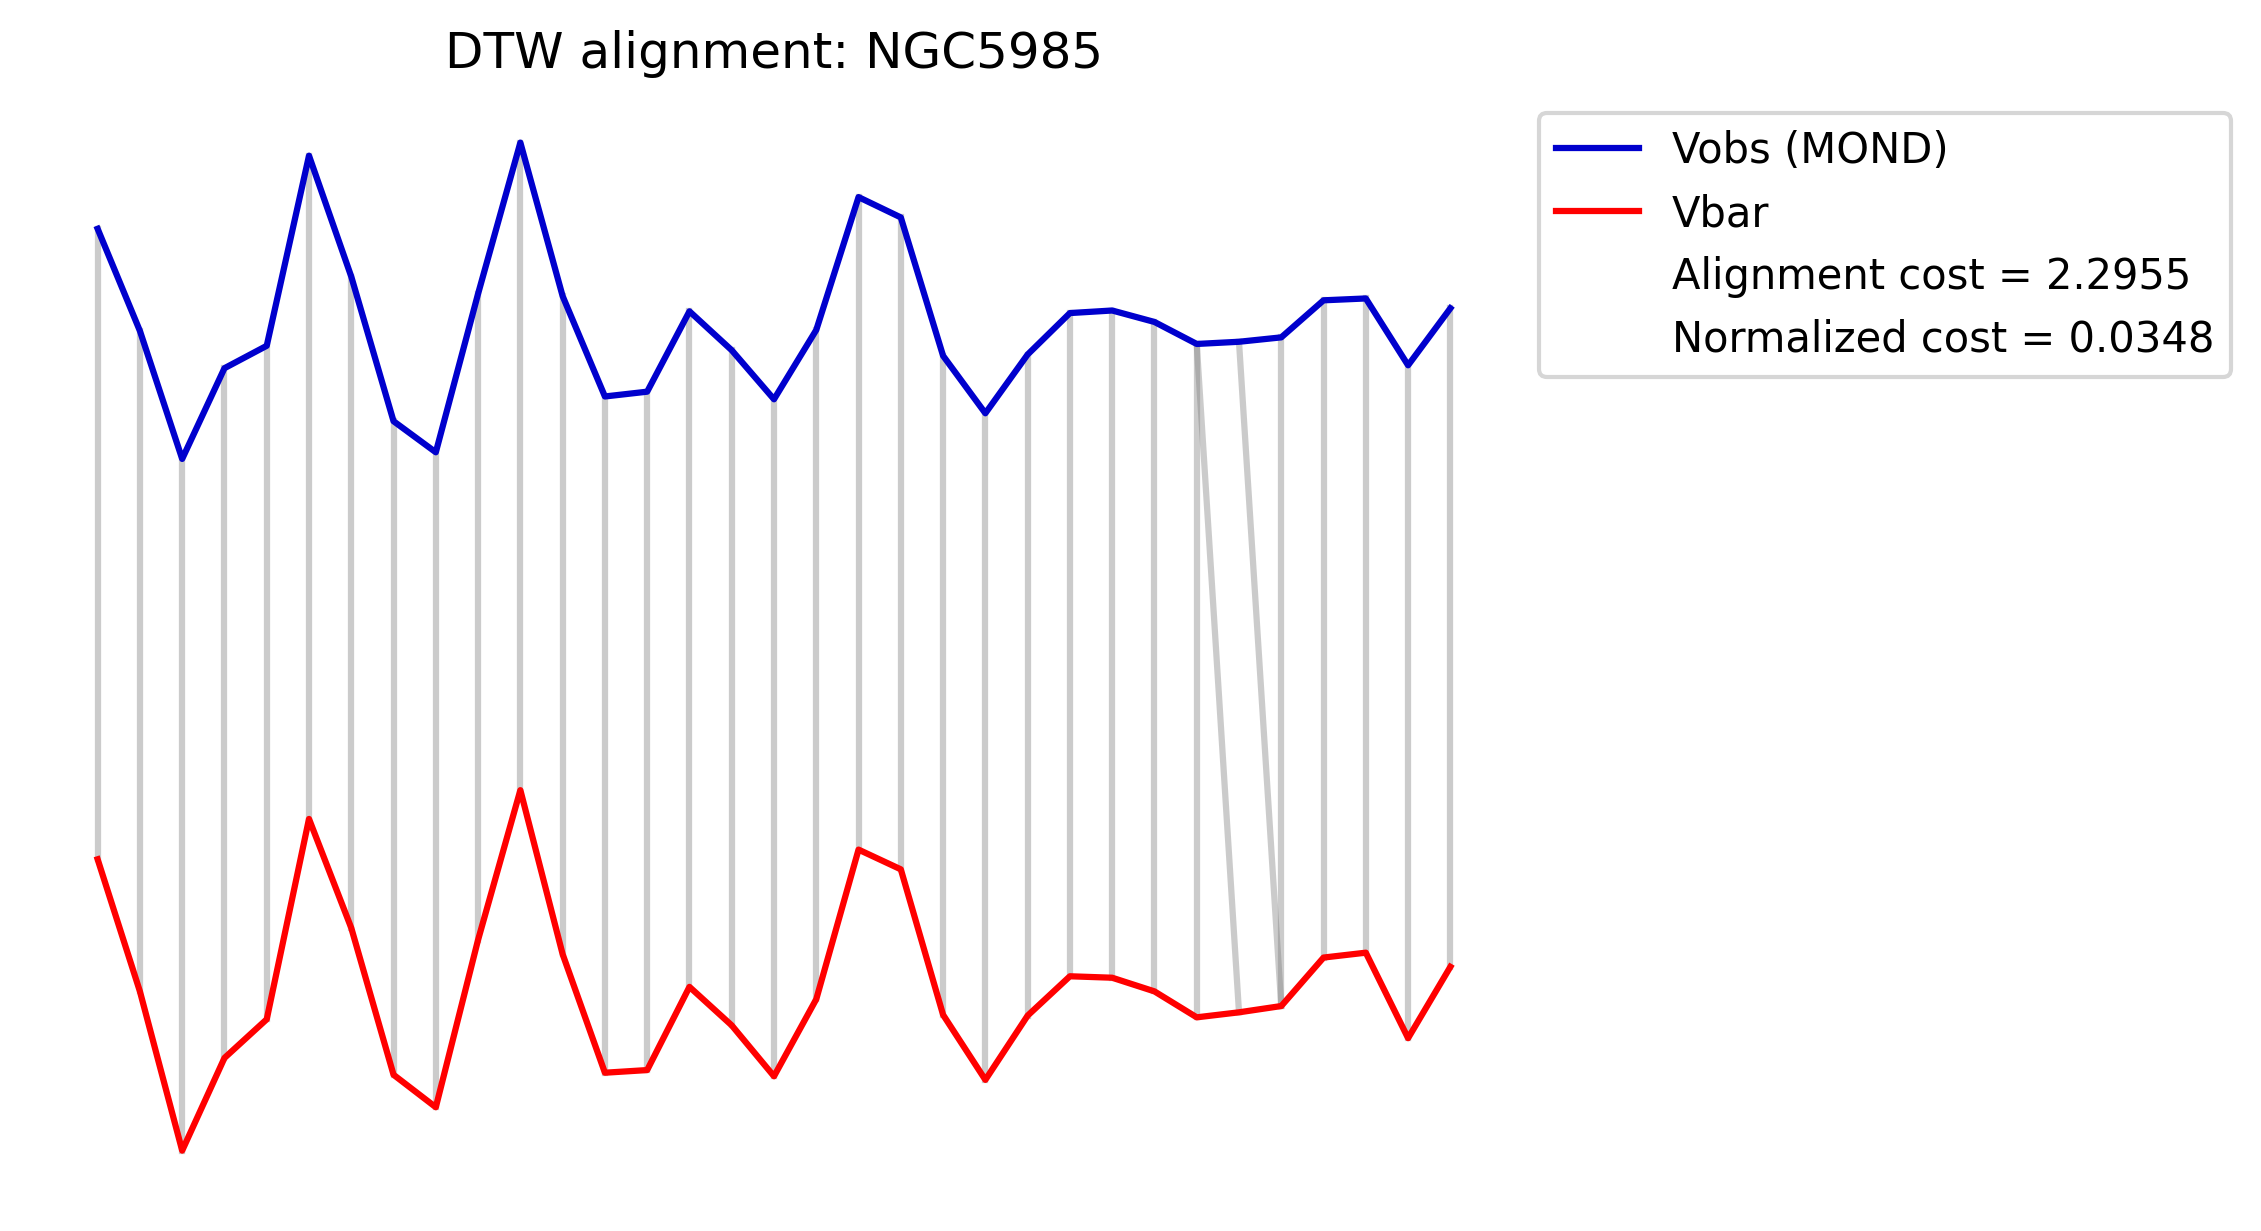 DTW alignment: NGC5985
Vobs (MOND)
Vbar
Alignment cost = 2.2955
Normalized cost = 0.0348